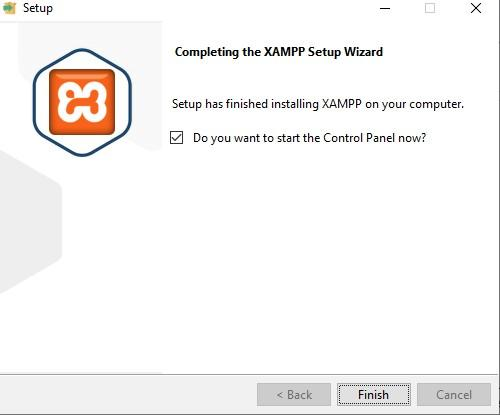 Setup
Completing the XAMPP Setup Wizard
Setup has finished installing XAMPP on your computer.
Do you want to start the Control Panel now?
< Back
Finish
Cancel